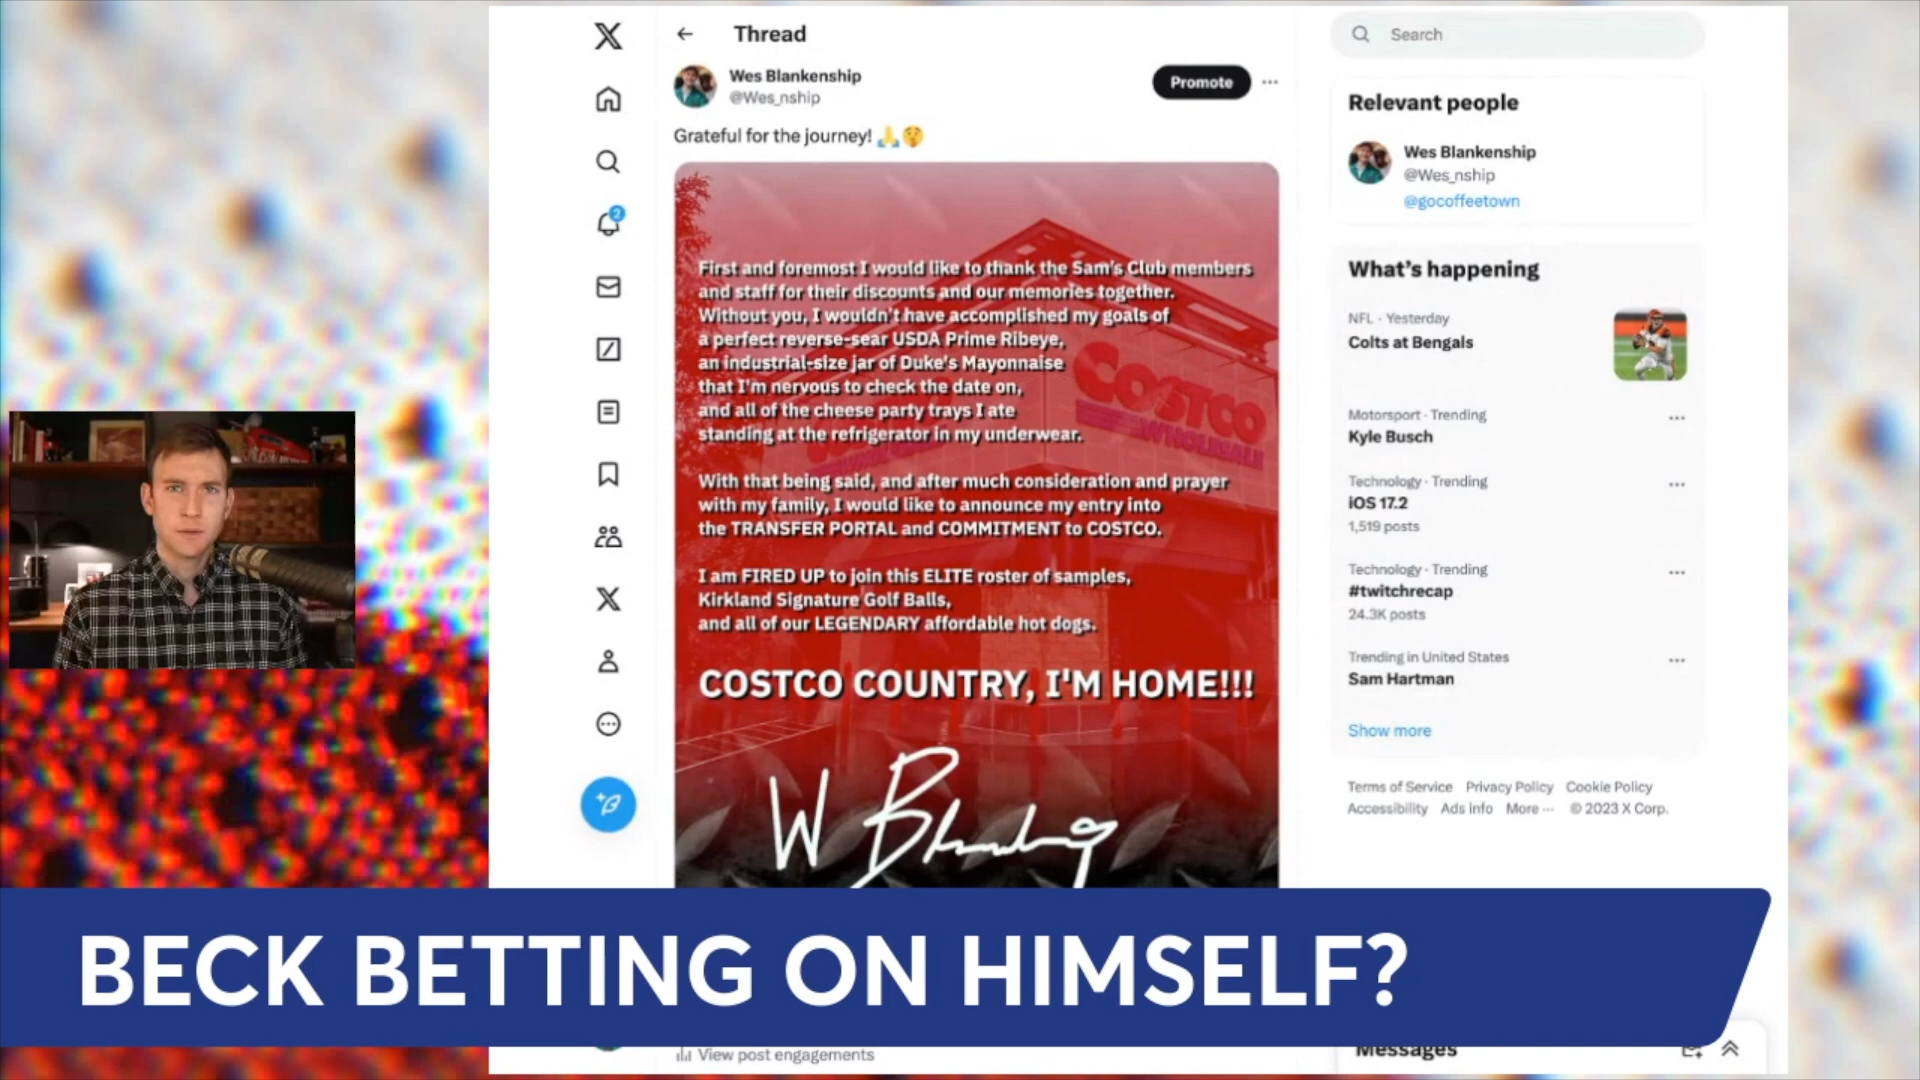 Thread
Wes Blankenship
@Wes_nship
Promote
Grateful for the journey! 🙏🤫
First and foremost I would like to thank the Sam's Club members
and staff for their discounts and our memories together.
Without you, I wouldn't have accomplished my goals of
a perfect reverse-sear USDA Prime Ribeye,
an industrial-size jar of Duke's Mayonnaise
that I'm nervous to check the date on,
and all of the cheese party trays I ate
standing at the refrigerator in my underwear.
With that being said, and after much consideration and prayer
with my family, I would like to announce my entry into
the TRANSFER PORTAL and COMMITMENT to COSTCO.
I am FIRED UP to join this ELITE roster of samples,
Kirkland Signature Golf Balls,
and all of our LEGENDARY affordable hot dogs.
COSTCO COUNTRY, I'M HOME!!!
COSTCO
WHOLESALE
View post engagements
2
Search
Relevant people
Wes Blankenship
@Wes_nship
@gocoffeetown
What's happening
NFL · Yesterday
Colts at Bengals
Motorsport · Trending
Kyle Busch
Technology · Trending
iOS 17.2
1,519 posts
Technology · Trending
#twitchrecap
24.3K posts
Trending in United States
Sam Hartman
Show more
Terms of Service Privacy Policy Cookie Policy
Accessibility Ads info More ··· © 2023 X Corp.
Messages
BECK BETTING ON HIMSELF?